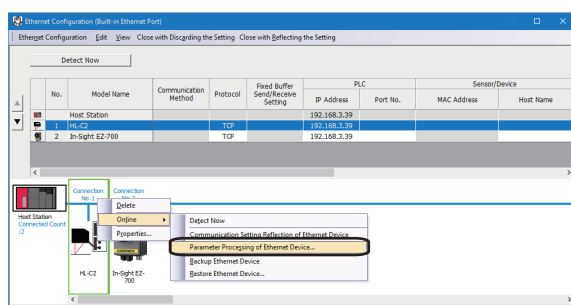 Ethernet Configuration (Built-in Ethernet Port)
Ethernet Configuration Edit View Close with Discarding the Setting Close with Reflecting the Setting
Detect Now
No. Model Name Communication Method Protocol Fixed Buffer Send/Receive Setting PLC Sensor/Device
IP Address Port No. MAC Address Host Name
Host Station 192.168.3.39
1 HL-C2 TCP 192.168.3.39
2 In-Sight EZ-700 TCP 192.168.3.39
Connection No. 1
Connection No. 2
Host Station
Connected Count
:2
HL-C2
In-Sight EZ-
700
Delete
Online
Properties...
Detect Now
Communication Setting Reflection of Ethernet Device
Parameter Processing of Ethernet Device...
Backup Ethernet Device
Restore Ethernet Device...